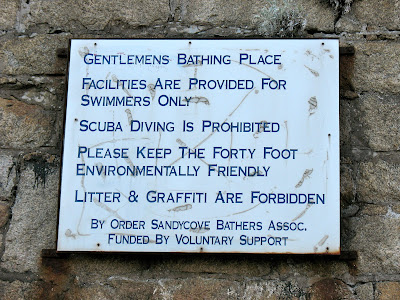 Gentlemens Bathing Place
Facilities Are Provided For
Swimmers Only
Scuba Diving Is Prohibited
Please Keep The Forty Foot
Environmentally Friendly
Litter & Graffiti Are Forbidden
By Order Sandycove Bathers Assoc.
Funded By Voluntary Support